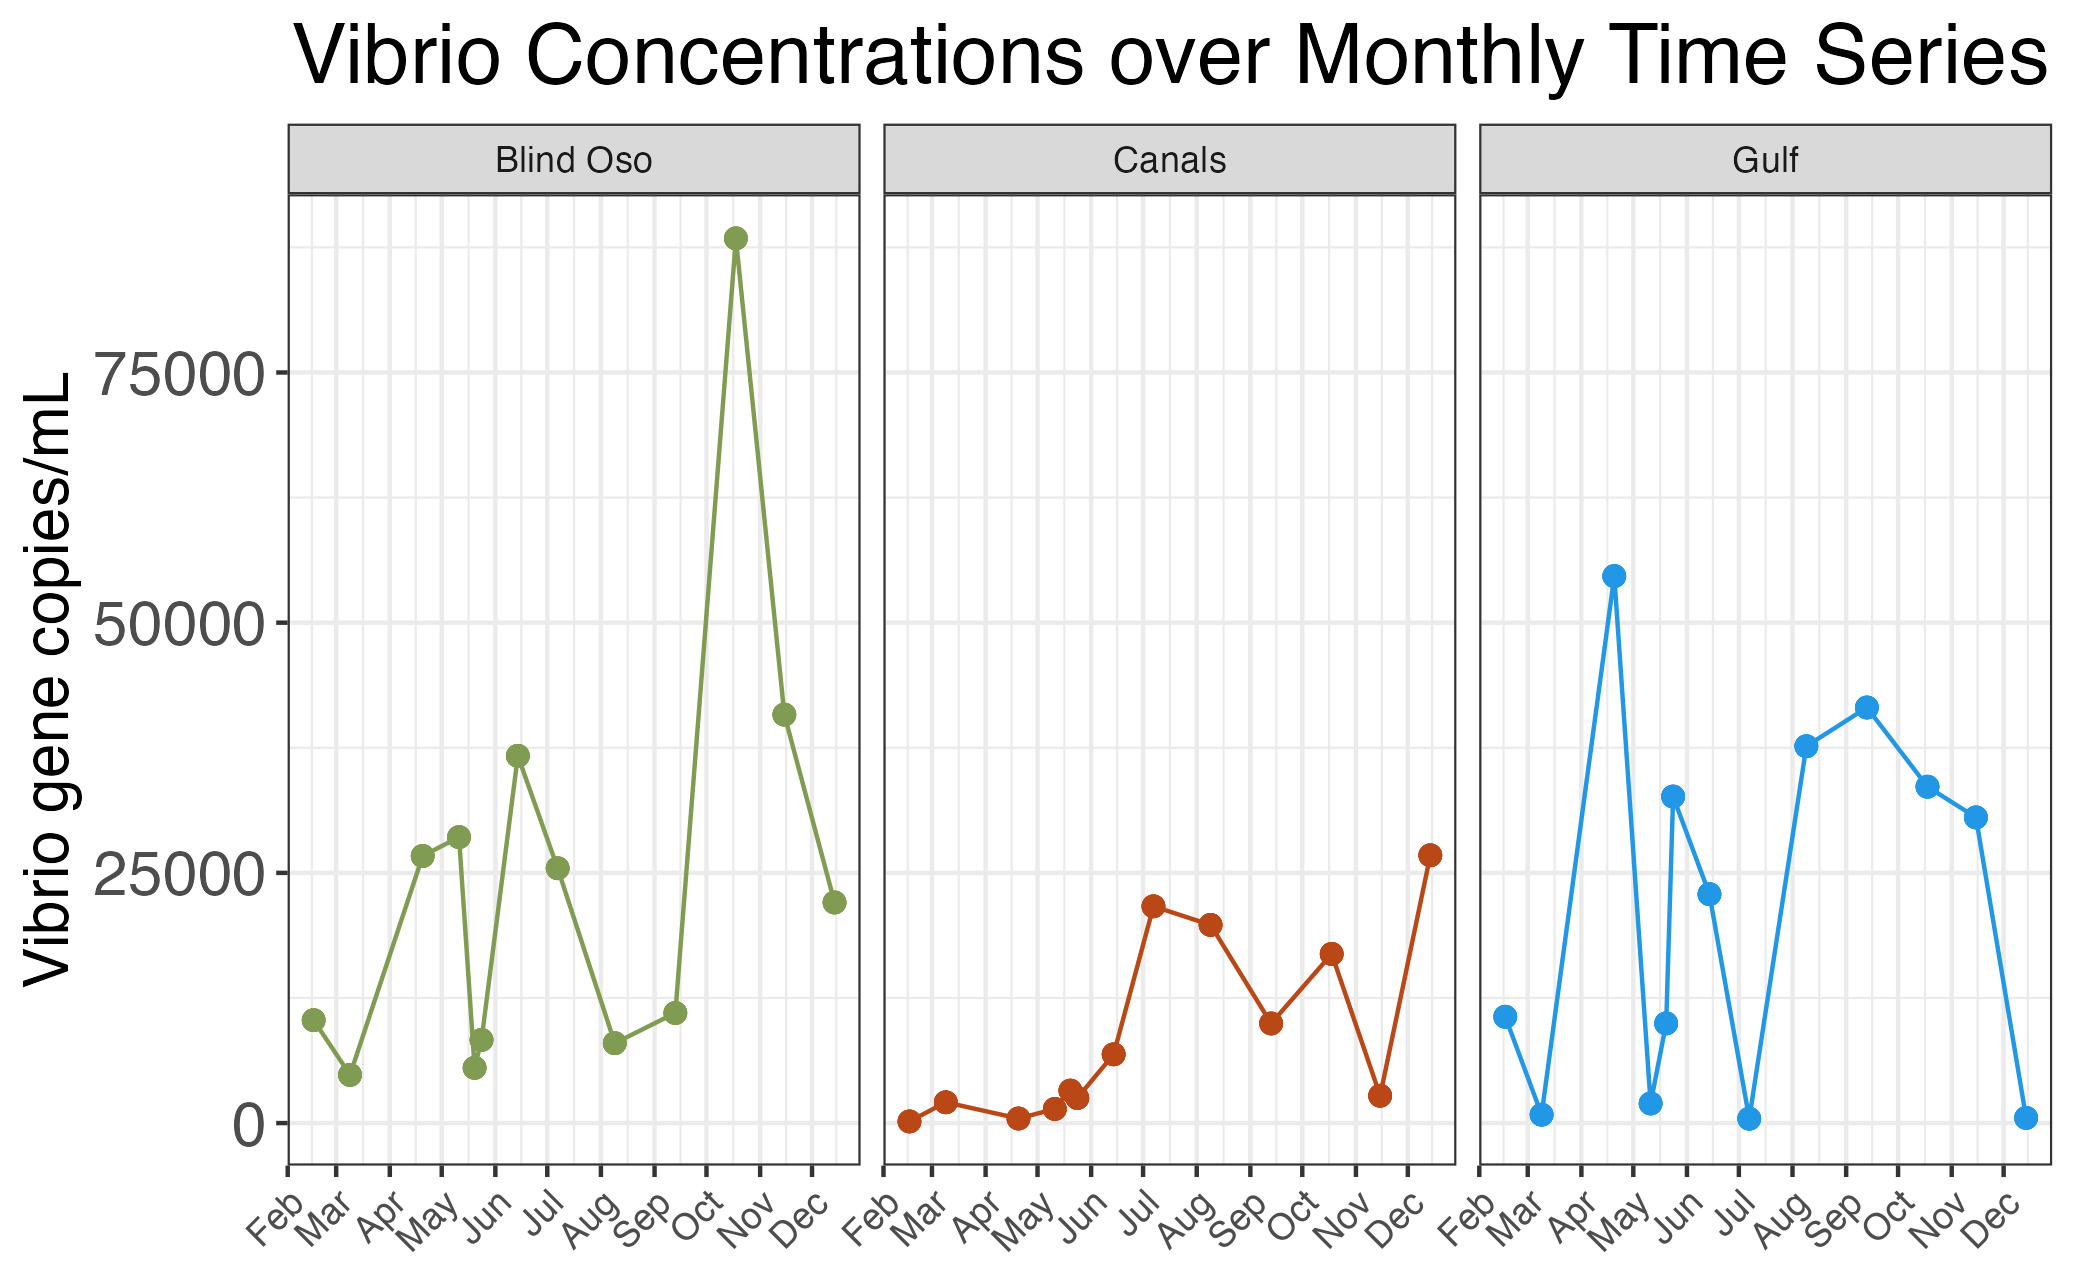 Vibrio Concentrations over Monthly Time Series
Blind Oso
Canals
Gulf
Vibrio gene copies/mL
75000
50000
25000
0
Feb Mar Apr May Jun Jul Aug Sep Oct Nov Dec
Feb Mar Apr May Jun Jul Aug Sep Oct Nov Dec
Feb Mar Apr May Jun Jul Aug Sep Oct Nov Dec